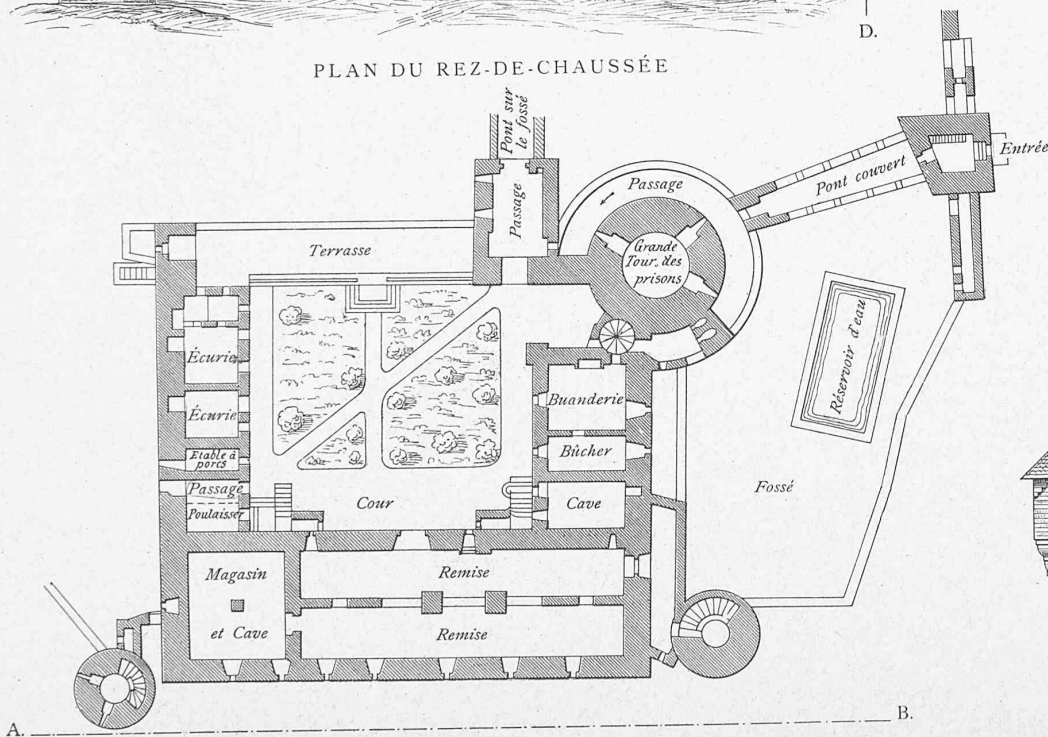 D.
PLAN DU REZ-DE-CHAUSSÉE
Pont sur
le fossé
Passage
Passage
Pont couvert
Entrée
Terrasse
Grande
Tour des
prisons
Réservoir d'eau
Écurie
Écurie
Etable à
porcs
Passage
Poulaisser
Buanderie
Bûcher
Cave
Cour
Fossé
Magasin
et Cave
Remise
Remise
A.
B.